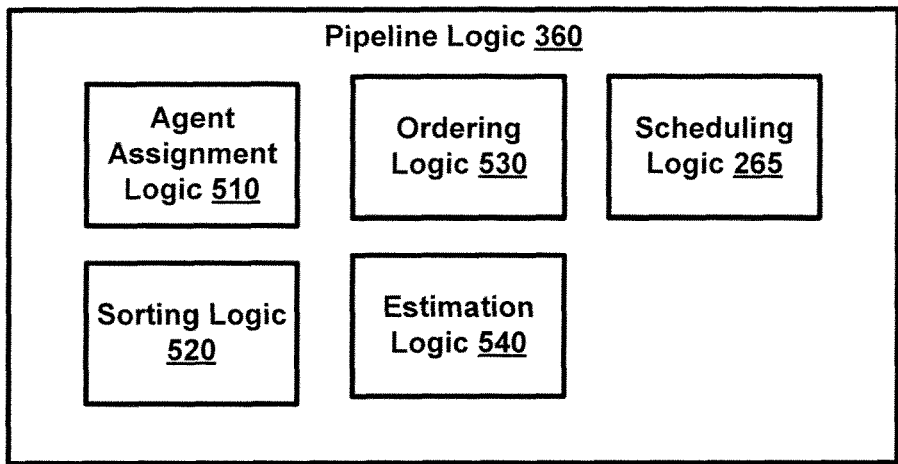 Pipeline Logic 360
Agent
Assignment
Logic 510
Ordering
Logic 530
Scheduling
Logic 265
Sorting Logic
520
Estimation
Logic 540